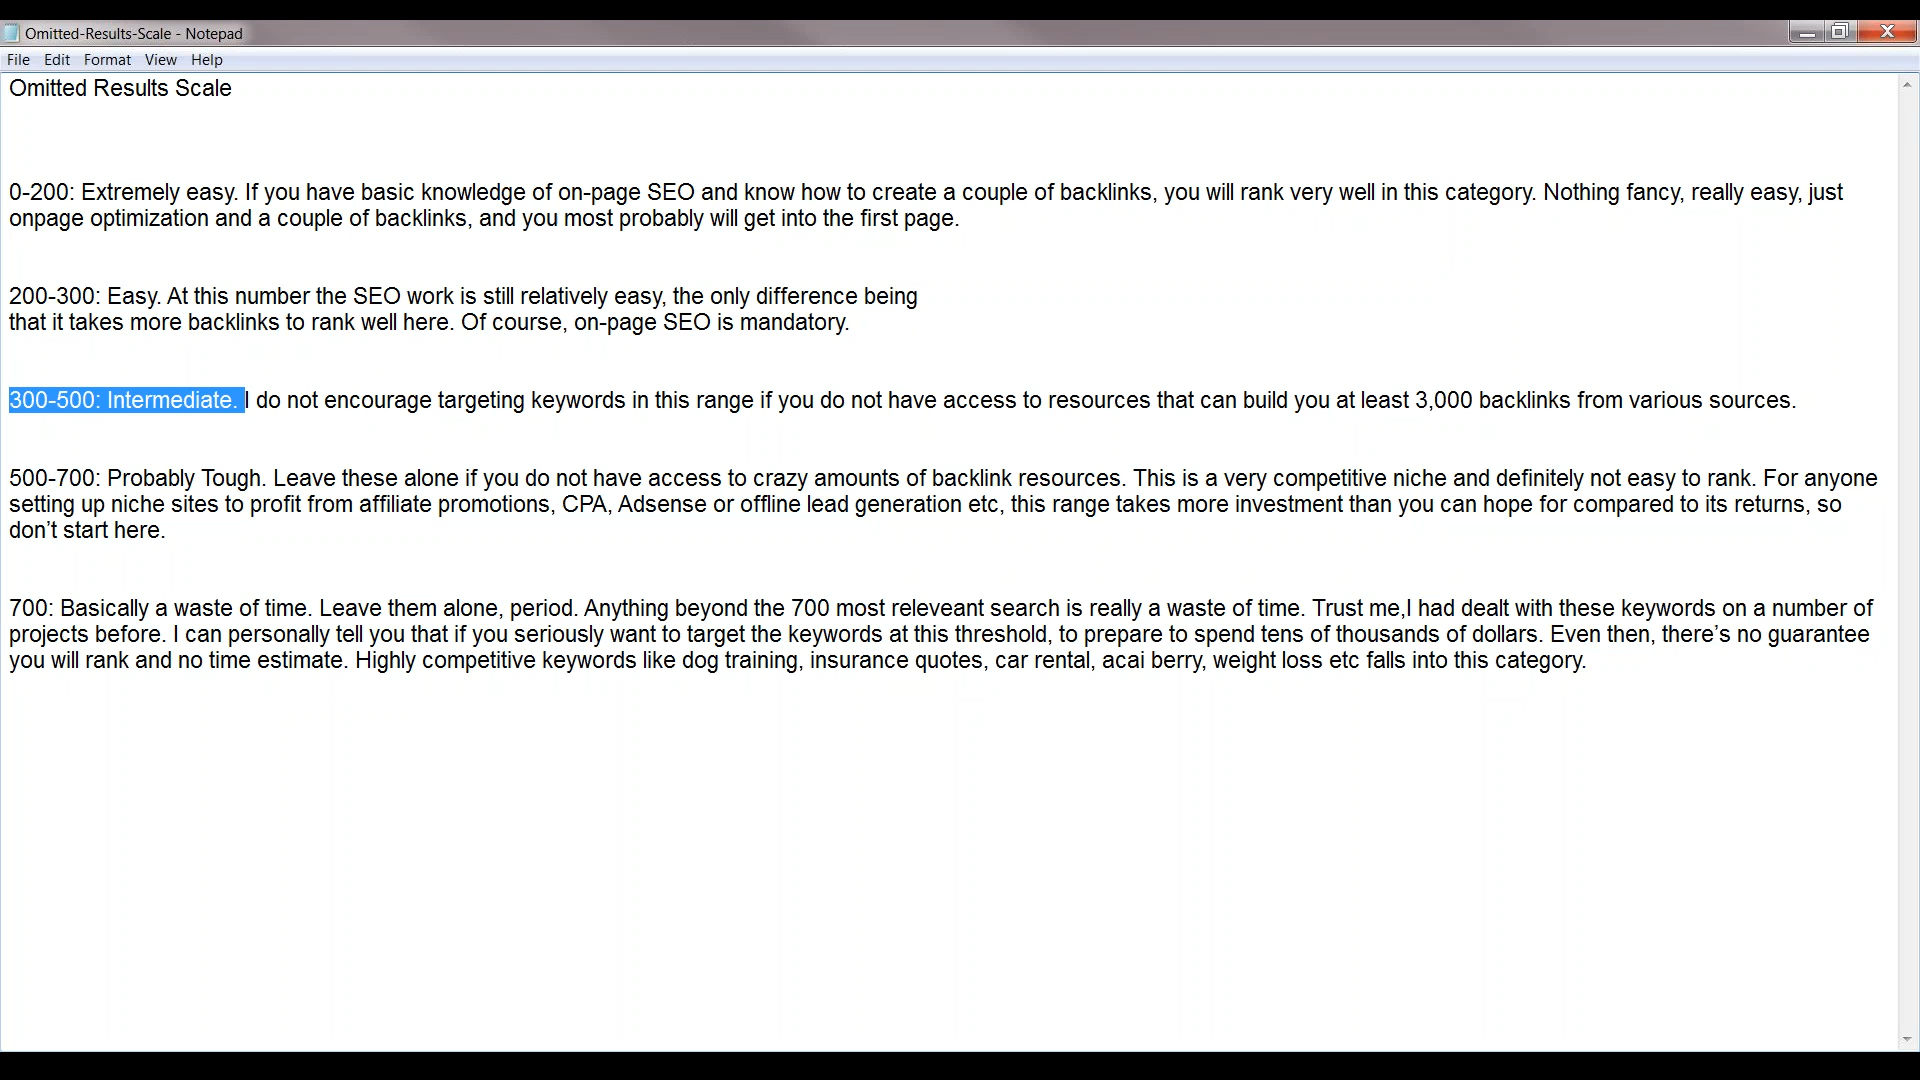 Omitted-Results-Scale - Notepad
File Edit Format View Help
Omitted Results Scale
0-200: Extremely easy. If you have basic knowledge of on-page SEO and know how to create a couple of backlinks, you will rank very well in this category. Nothing fancy, really easy, just
onpage optimization and a couple of backlinks, and you most probably will get into the first page.
200-300: Easy. At this number the SEO work is still relatively easy, the only difference being
that it takes more backlinks to rank well here. Of course, on-page SEO is mandatory.
300-500: Intermediate. I do not encourage targeting keywords in this range if you do not have access to resources that can build you at least 3,000 backlinks from various sources.
500-700: Probably Tough. Leave these alone if you do not have access to crazy amounts of backlink resources. This is a very competitive niche and definitely not easy to rank. For anyone
setting up niche sites to profit from affiliate promotions, CPA, Adsense or offline lead generation etc, this range takes more investment than you can hope for compared to its returns, so
don’t start here.
700: Basically a waste of time. Leave them alone, period. Anything beyond the 700 most releveant search is really a waste of time. Trust me,I had dealt with these keywords on a number of
projects before. I can personally tell you that if you seriously want to target the keywords at this threshold, to prepare to spend tens of thousands of dollars. Even then, there’s no guarantee
you will rank and no time estimate. Highly competitive keywords like dog training, insurance quotes, car rental, acai berry, weight loss etc falls into this category.